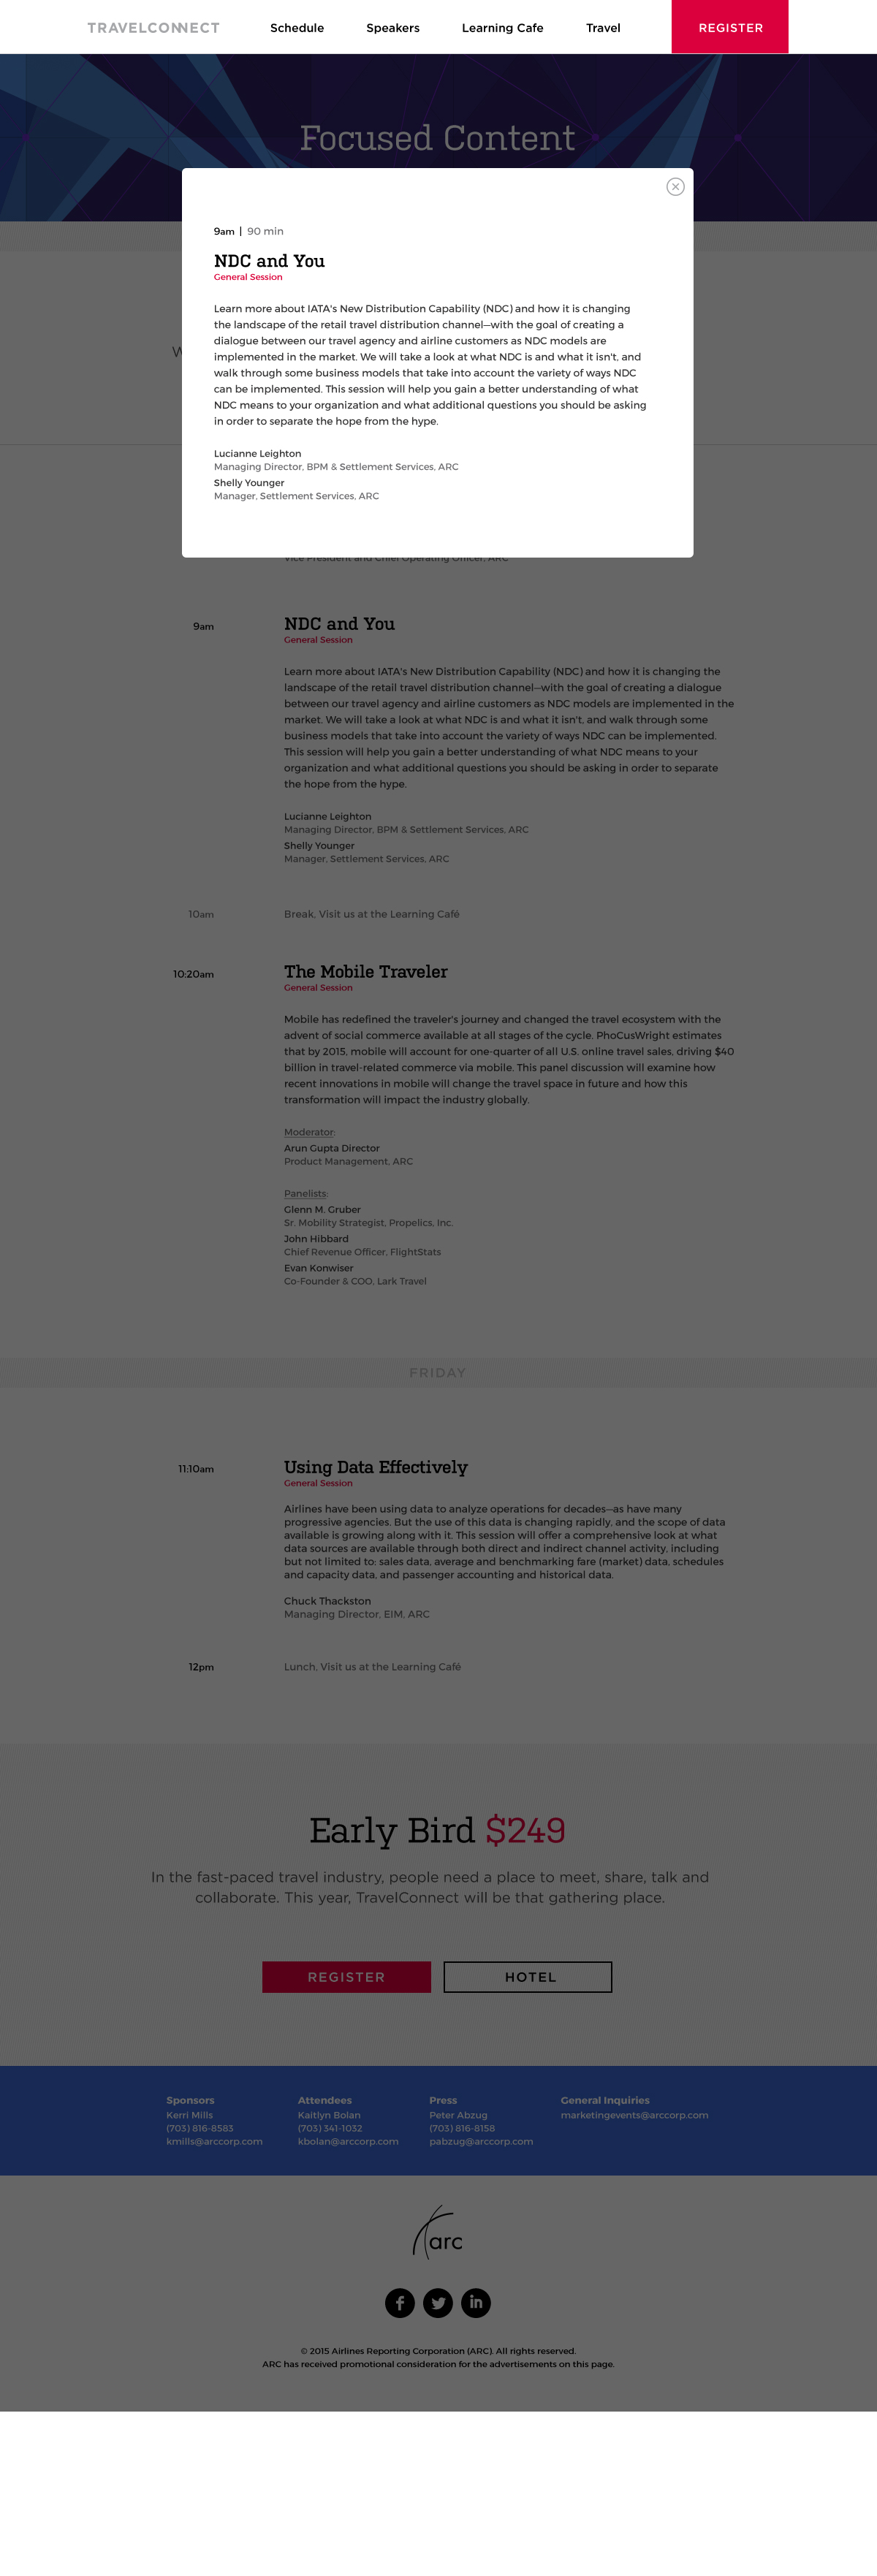 TRAVELCONNECT
Schedule
Speakers
Learning Cafe
Travel
REGISTER
Focused Content
9am | 90 min
NDC and You
General Session
Learn more about IATA's New Distribution Capability (NDC) and how it is changing
the landscape of the retail travel distribution channel—with the goal of creating a
dialogue between our travel agency and airline customers as NDC models are
implemented in the market. We will take a look at what NDC is and what it isn't, and
walk through some business models that take into account the variety of ways NDC
can be implemented. This session will help you gain a better understanding of what
NDC means to your organization and what additional questions you should be asking
in order to separate the hope from the hype.
Lucianne Leighton
Managing Director, BPM & Settlement Services, ARC
Shelly Younger
Manager, Settlement Services, ARC
Vice President and Chief Operating Officer, ARC
9am
NDC and You
General Session
Learn more about IATA's New Distribution Capability (NDC) and how it is changing the
landscape of the retail travel distribution channel—with the goal of creating a dialogue
between our travel agency and airline customers as NDC models are implemented in the
market. We will take a look at what NDC is and what it isn't, and walk through some
business models that take into account the variety of ways NDC can be implemented.
This session will help you gain a better understanding of what NDC means to your
organization and what additional questions you should be asking in order to separate
the hope from the hype.
Lucianne Leighton
Managing Director, BPM & Settlement Services, ARC
Shelly Younger
Manager, Settlement Services, ARC
10am
Break, Visit us at the Learning Café
10:20am
The Mobile Traveler
General Session
Mobile has redefined the traveler's journey and changed the travel ecosystem with the
advent of social commerce available at all stages of the cycle. PhoCusWright estimates
that by 2015, mobile will account for one-quarter of all U.S. online travel sales, driving $40
billion in travel-related commerce via mobile. This panel discussion will examine how
recent innovations in mobile will change the travel space in future and how this
transformation will impact the industry globally.
Moderator:
Arun Gupta Director
Product Management, ARC
Panelists:
Glenn M. Gruber
Sr. Mobility Strategist, Propelics, Inc.
John Hibbard
Chief Revenue Officer, FlightStats
Evan Konwiser
Co-Founder & COO, Lark Travel
FRIDAY
11:10am
Using Data Effectively
General Session
Airlines have been using data to analyze operations for decades—as have many
progressive agencies. But the use of this data is changing rapidly, and the scope of data
available is growing along with it. This session will offer a comprehensive look at what
data sources are available through both direct and indirect channel activity, including
but not limited to: sales data, average and benchmarking fare (market) data, schedules
and capacity data, and passenger accounting and historical data.
Chuck Thackston
Managing Director, EIM, ARC
12pm
Lunch, Visit us at the Learning Café
Early Bird $249
In the fast-paced travel industry, people need a place to meet, share, talk and
collaborate. This year, TravelConnect will be that gathering place.
REGISTER
HOTEL
Sponsors
Kerri Mills
(703) 816-8583
kmills@arccorp.com
Attendees
Kaitlyn Bolan
(703) 341-1032
kbolan@arccorp.com
Press
Peter Abzug
(703) 816-8158
pabzug@arccorp.com
General Inquiries
marketingevents@arccorp.com
arc
© 2015 Airlines Reporting Corporation (ARC). All rights reserved.
ARC has received promotional consideration for the advertisements on this page.